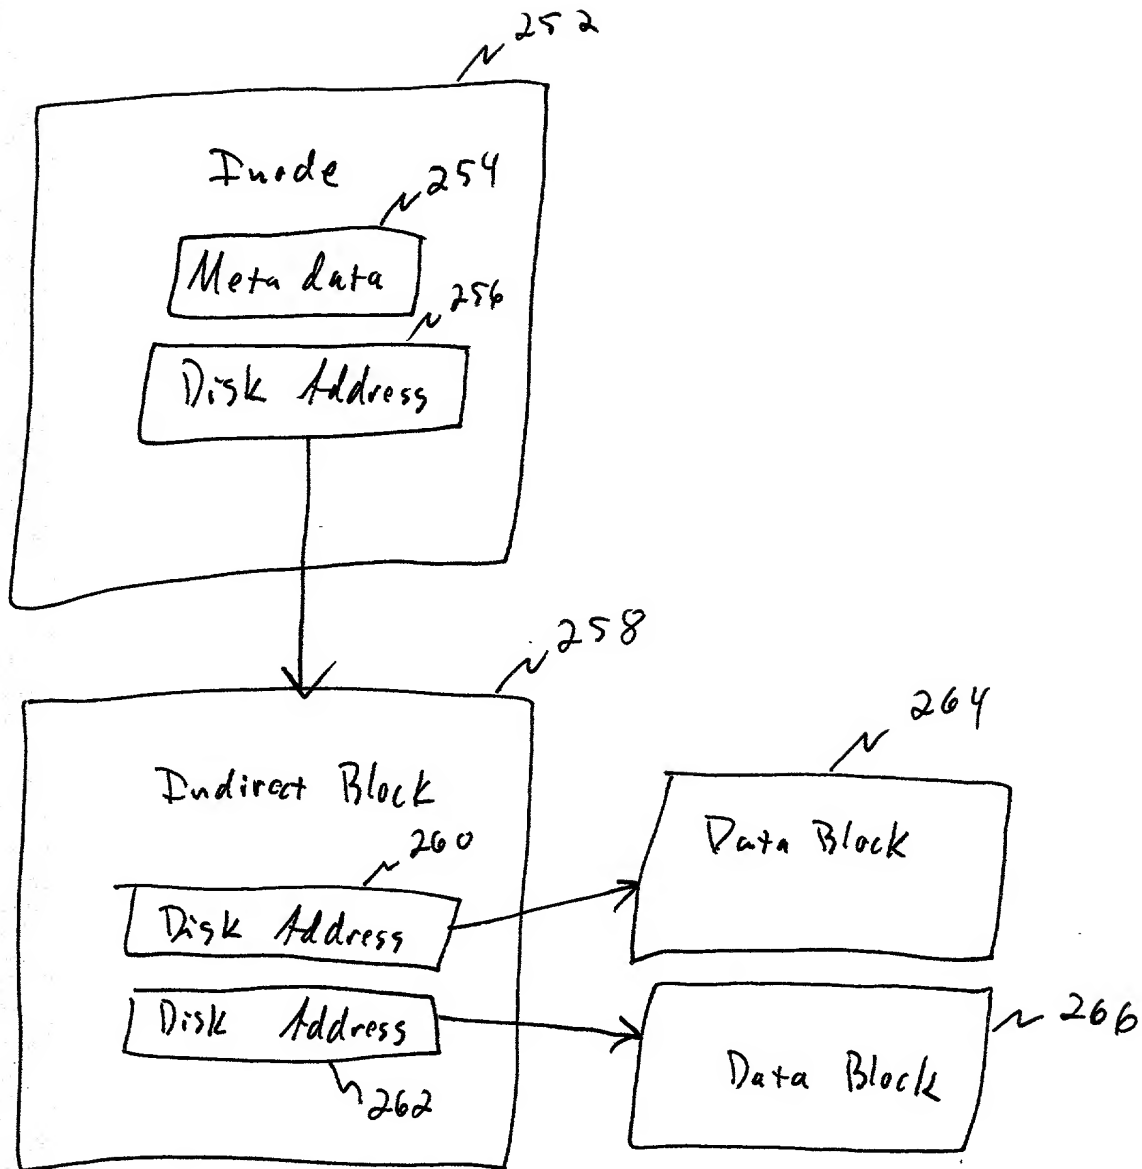 252
Inode
254
Meta data
256
Disk Address
258
Indirect Block
264
Data Block
260
Disk Address
Disk Address
262
266
Data Block